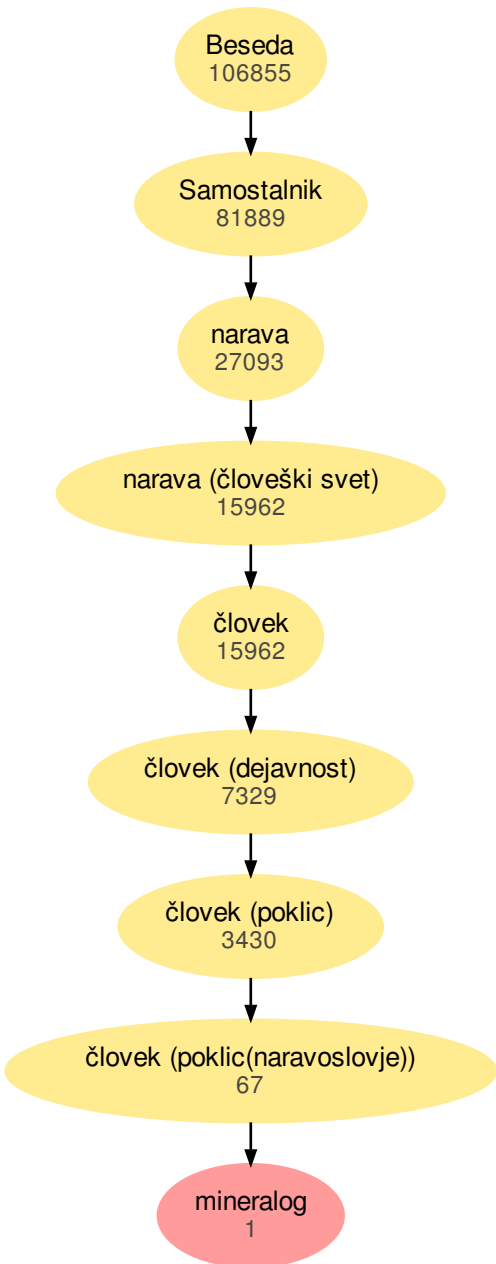 Beseda
106855
Samostalnik
81889
narava
27093
narava (človeški svet)
15962
človek
15962
človek (dejavnost)
7329
človek (poklic)
3430
človek (poklic(naravoslovje))
67
mineralog
1